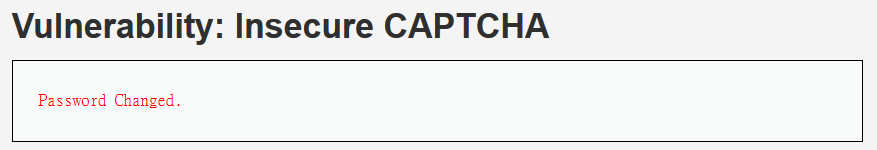 Vulnerability: Insecure CAPTCHA
Password Changed.